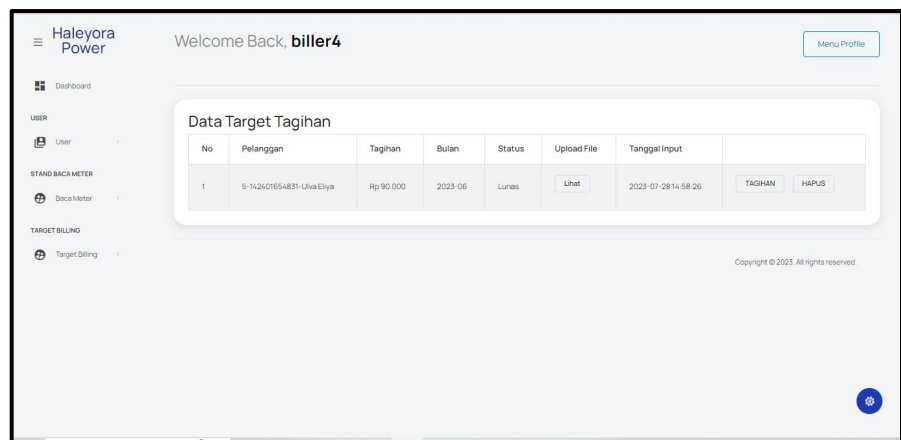 Haleyora
Power
Welcome Back, biller4
Menu Profile
Dashboard
USER
User
STAND BACA METER
Baca Meter
TARGET BILLING
Target Billing
Data Target Tagihan
No Pelanggan Tagihan Bulan Status Upload File Tanggal Input
1 5-142401654831-Ulva Eliya Rp 90.000 2023-06 Lunas Lihat 2023-07-28 14:58:26 TAGIHAN HAPUS
Copyright © 2023. All rights reserved.